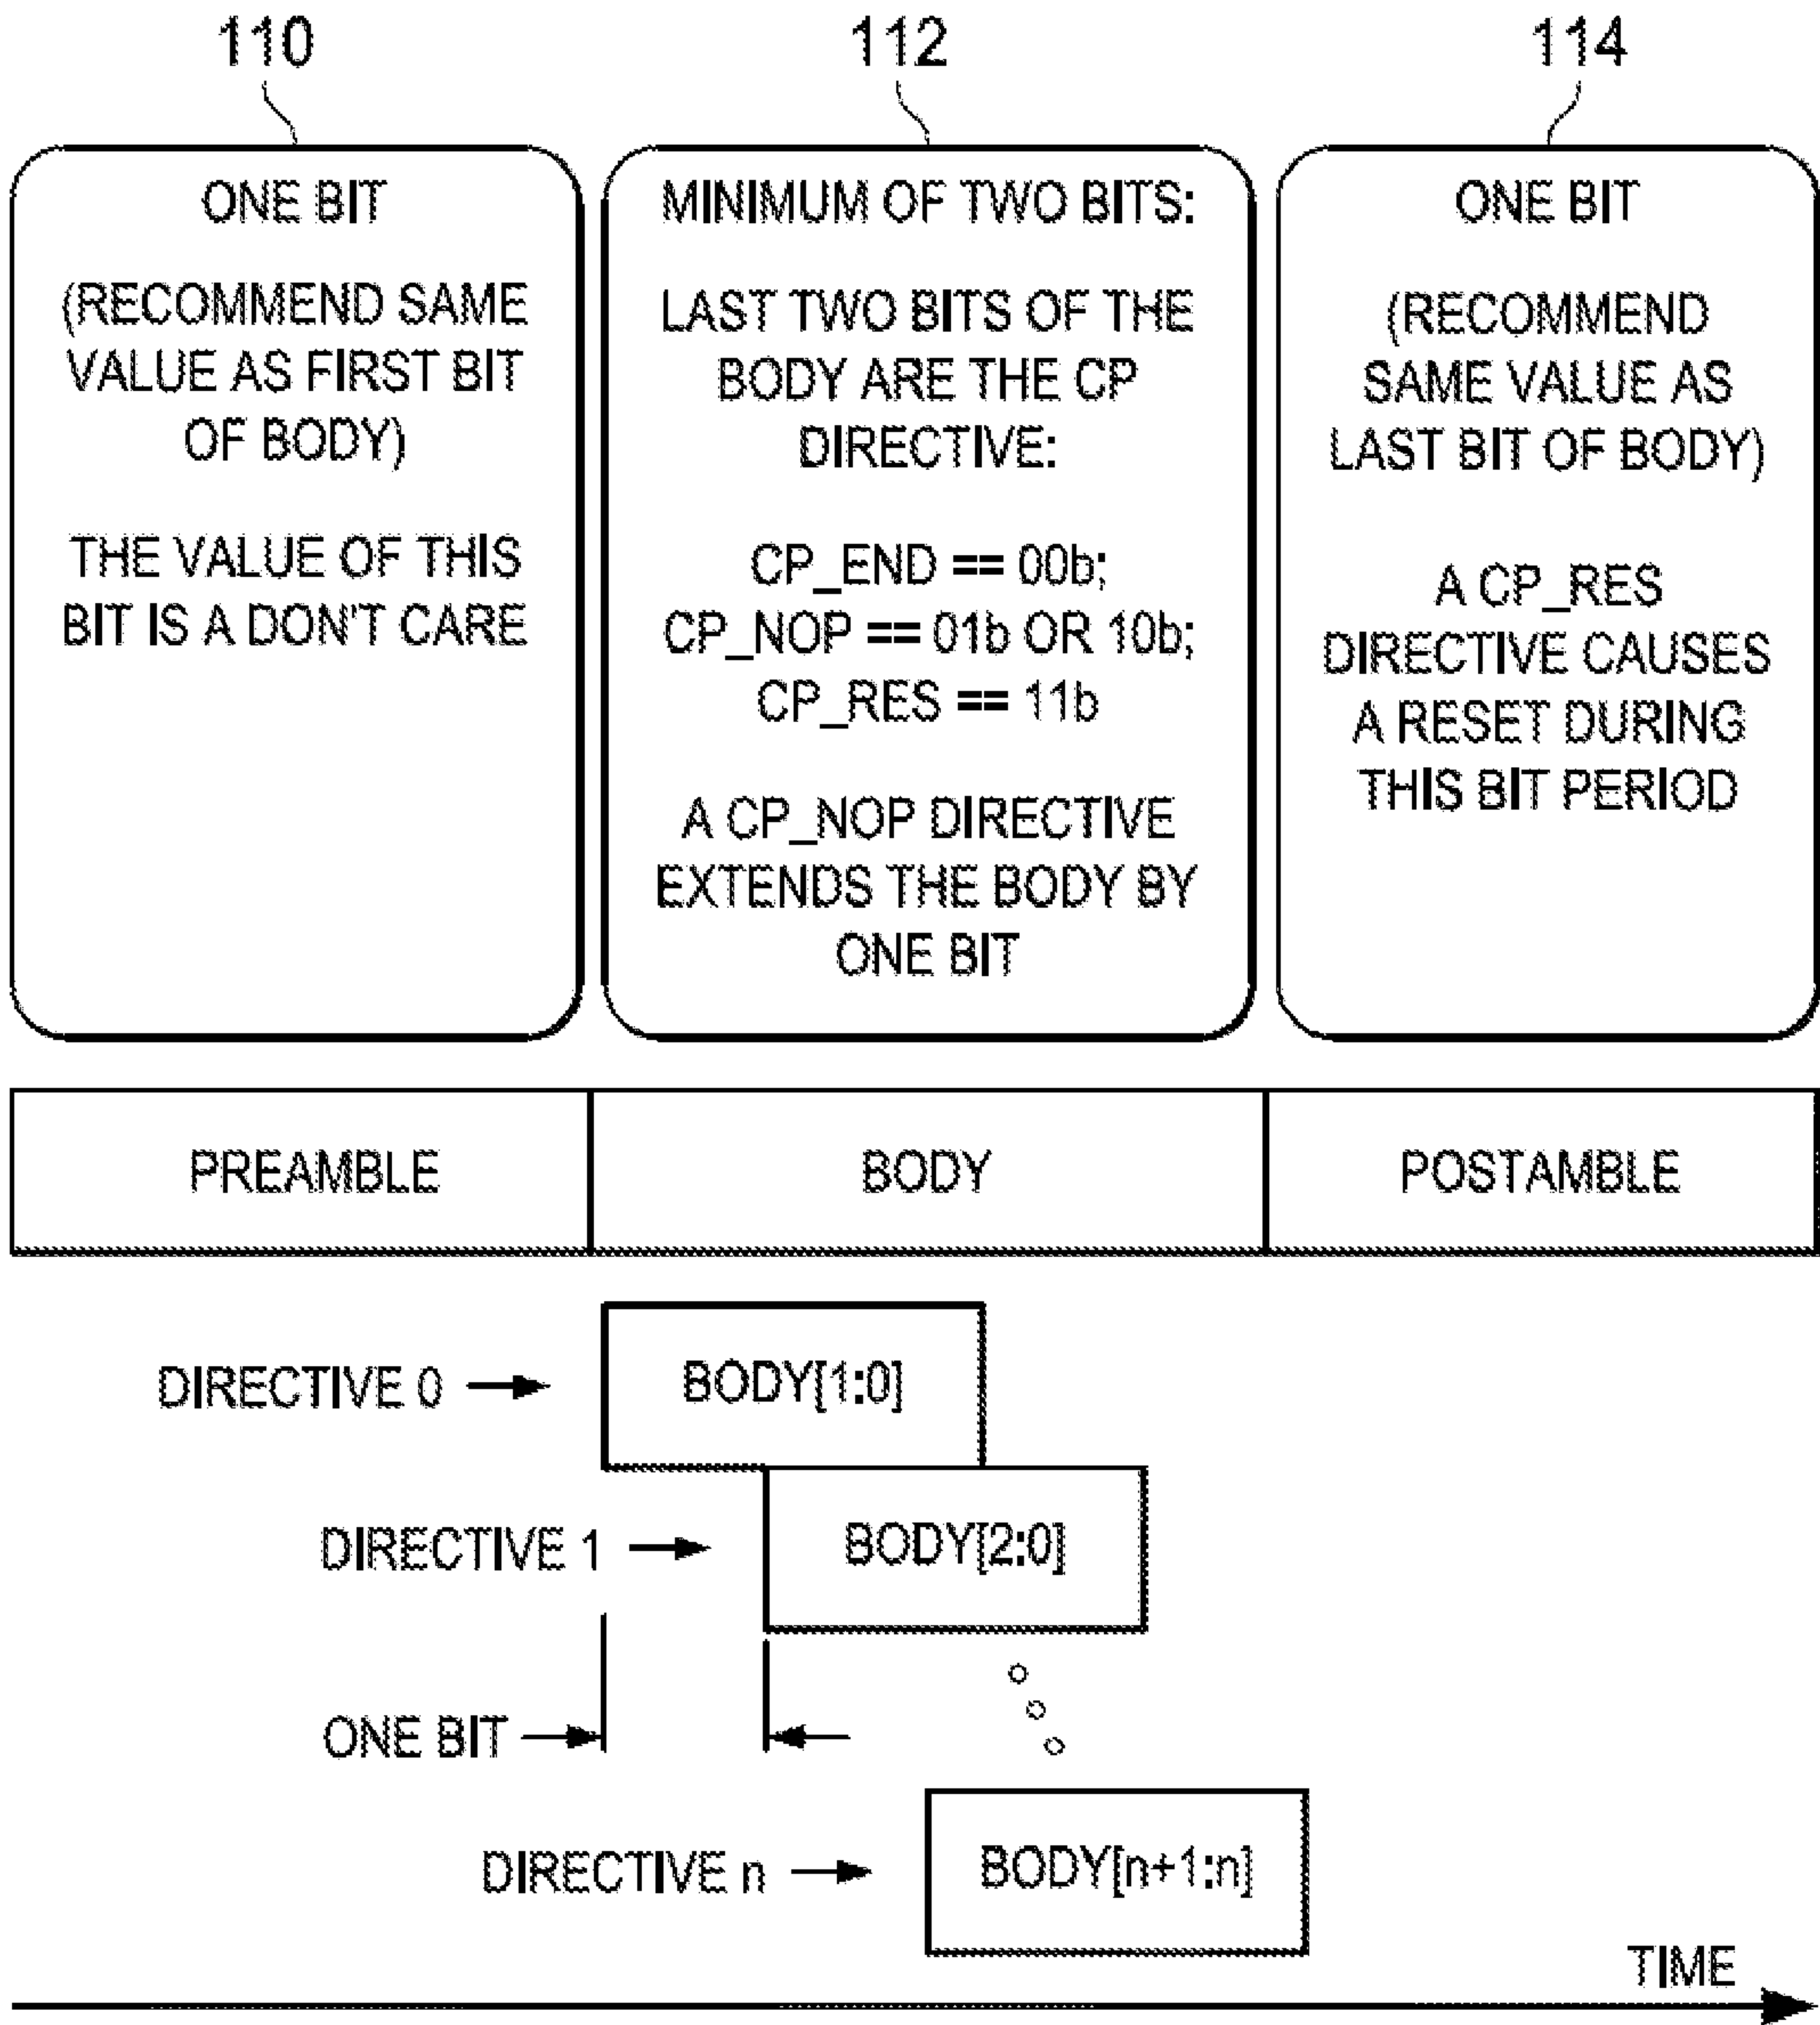 110
ONE BIT
(RECOMMEND SAME
VALUE AS FIRST BIT
OF BODY)
THE VALUE OF THIS
BIT IS A DON'T CARE
112
MINIMUM OF TWO BITS:
LAST TWO BITS OF THE
BODY ARE THE CP
DIRECTIVE:
CP_END == 00b;
CP_NOP == 01b OR 10b;
CP_RES == 11b
A CP_NOP DIRECTIVE
EXTENDS THE BODY BY
ONE BIT
114
ONE BIT
(RECOMMEND
SAME VALUE AS
LAST BIT OF BODY)
A CP_RES
DIRECTIVE CAUSES
A RESET DURING
THIS BIT PERIOD
PREAMBLE
BODY
POSTAMBLE
DIRECTIVE 0
BODY[1:0]
DIRECTIVE 1
BODY[2:0]
ONE BIT
DIRECTIVE n
BODY[n+1:n]
TIME